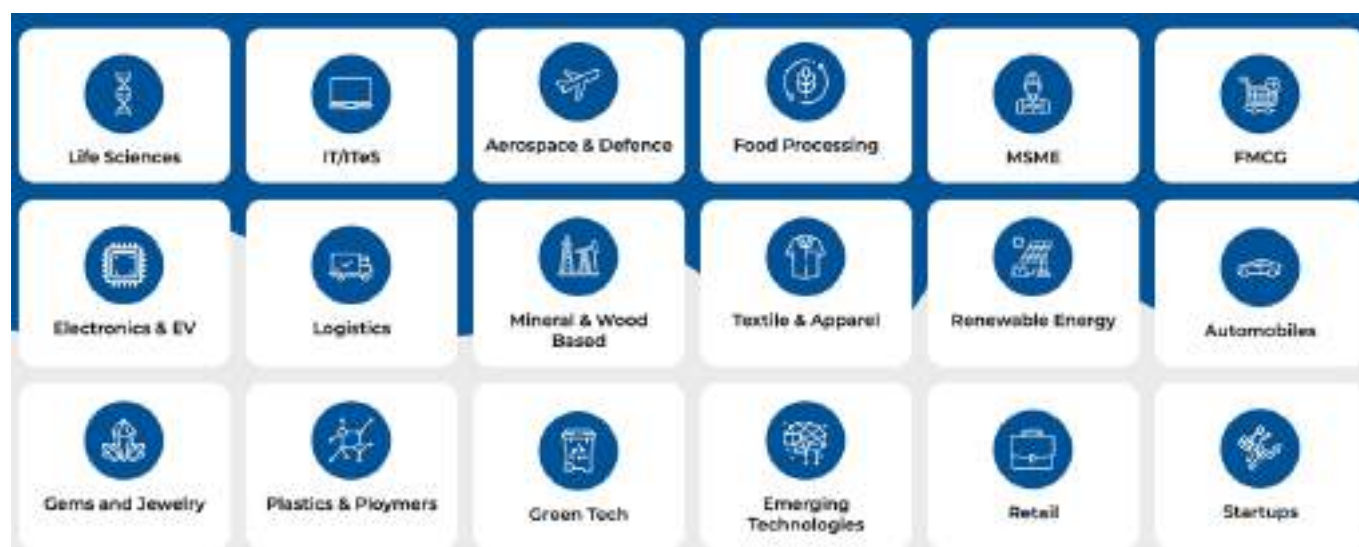 Life Sciences
IT/ITeS
Aerospace & Defence
Food Processing
MSME
FMCG
Electronics & EV
Logistics
Mineral & Wood
Based
Textile & Apparel
Renewable Energy
Automobiles
Gems and Jewelry
Plastics & Ploymers
Green Tech
Emerging
Technologies
Retail
Startups